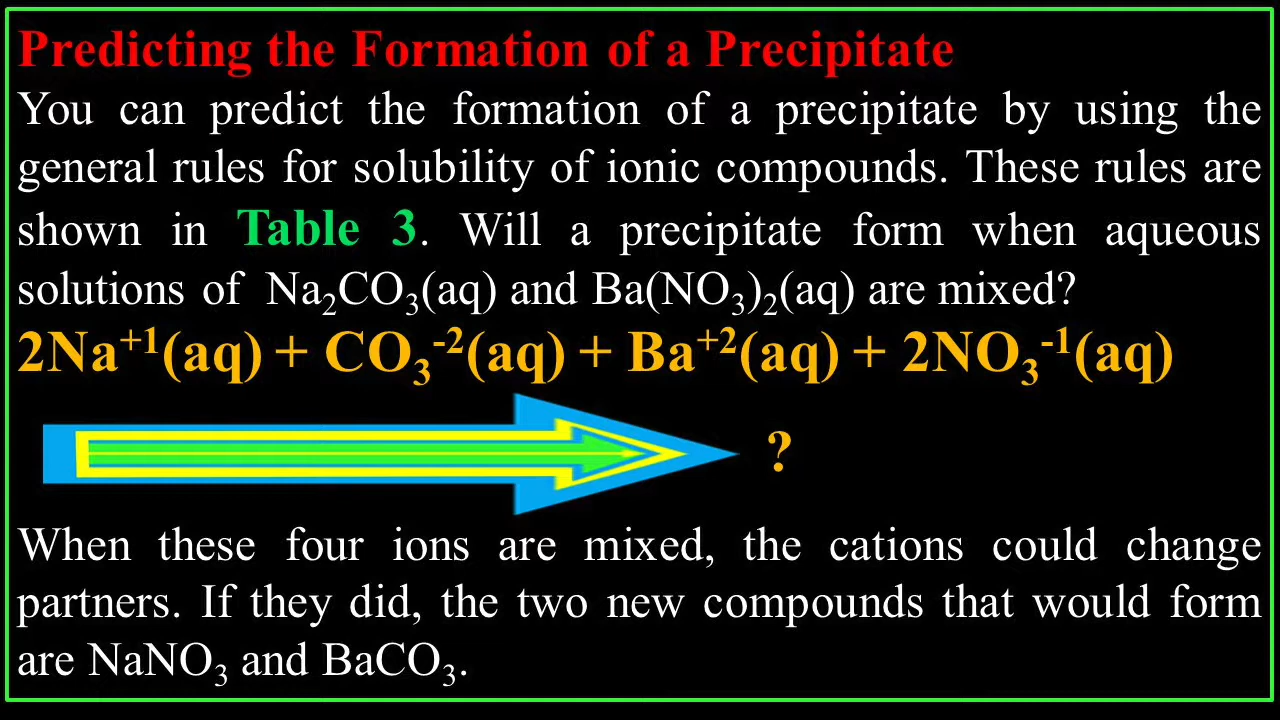 Predicting the Formation of a Precipitate
You can predict the formation of a precipitate by using the
general rules for solubility of ionic compounds. These rules are
shown in Table 3. Will a precipitate form when aqueous
solutions of Na₂CO₃(aq) and Ba(NO₃)₂(aq) are mixed?
2Na⁺¹(aq) + CO₃⁻²(aq) + Ba⁺²(aq) + 2NO₃⁻¹(aq)
?
When these four ions are mixed, the cations could change
partners. If they did, the two new compounds that would form
are NaNO₃ and BaCO₃.